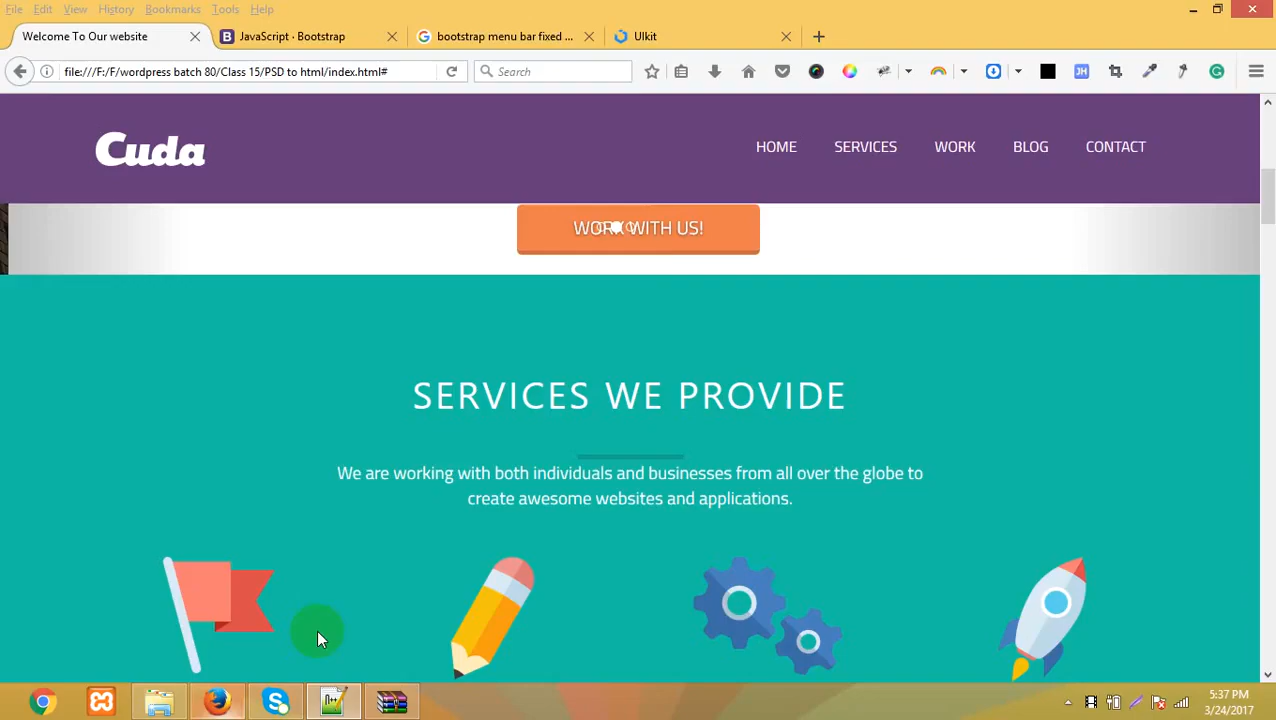 File Edit View History Bookmarks Tools Help
Welcome To Our website
JavaScript · Bootstrap
bootstrap menu bar fixed ...
UIkit
file:///F:/F/wordpress batch 80/Class 15/PSD to html/index.html#
Search
JH
Cuda
HOME SERVICES WORK BLOG CONTACT
WORK WITH US!
SERVICES WE PROVIDE
We are working with both individuals and businesses from all over the globe to
create awesome websites and applications.
5:37 PM
3/24/2017